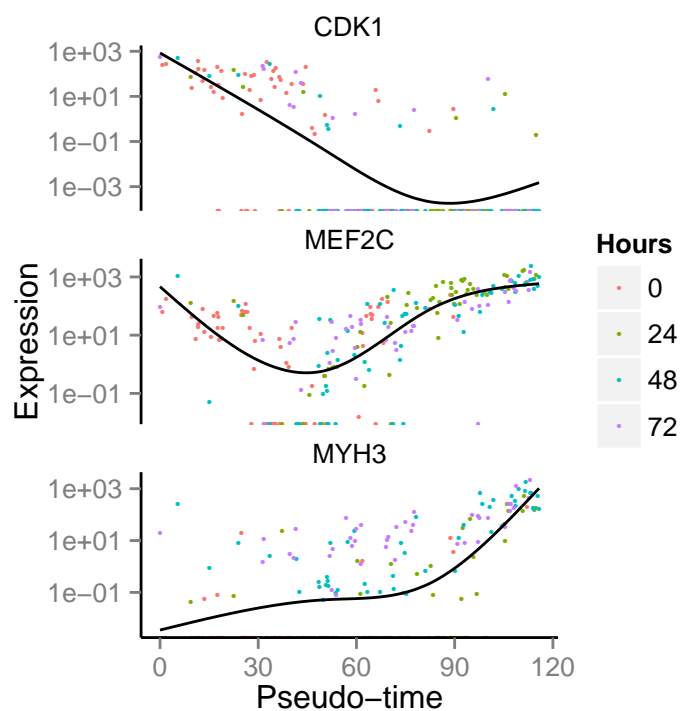 CDK1
1e+03
1e+01
1e−01
1e−03
MEF2C
1e+03
1e+01
1e−01
MYH3
1e+03
1e+01
1e−01
Expression
0
30
60
90
120
Pseudo−time
Hours
0
24
48
72